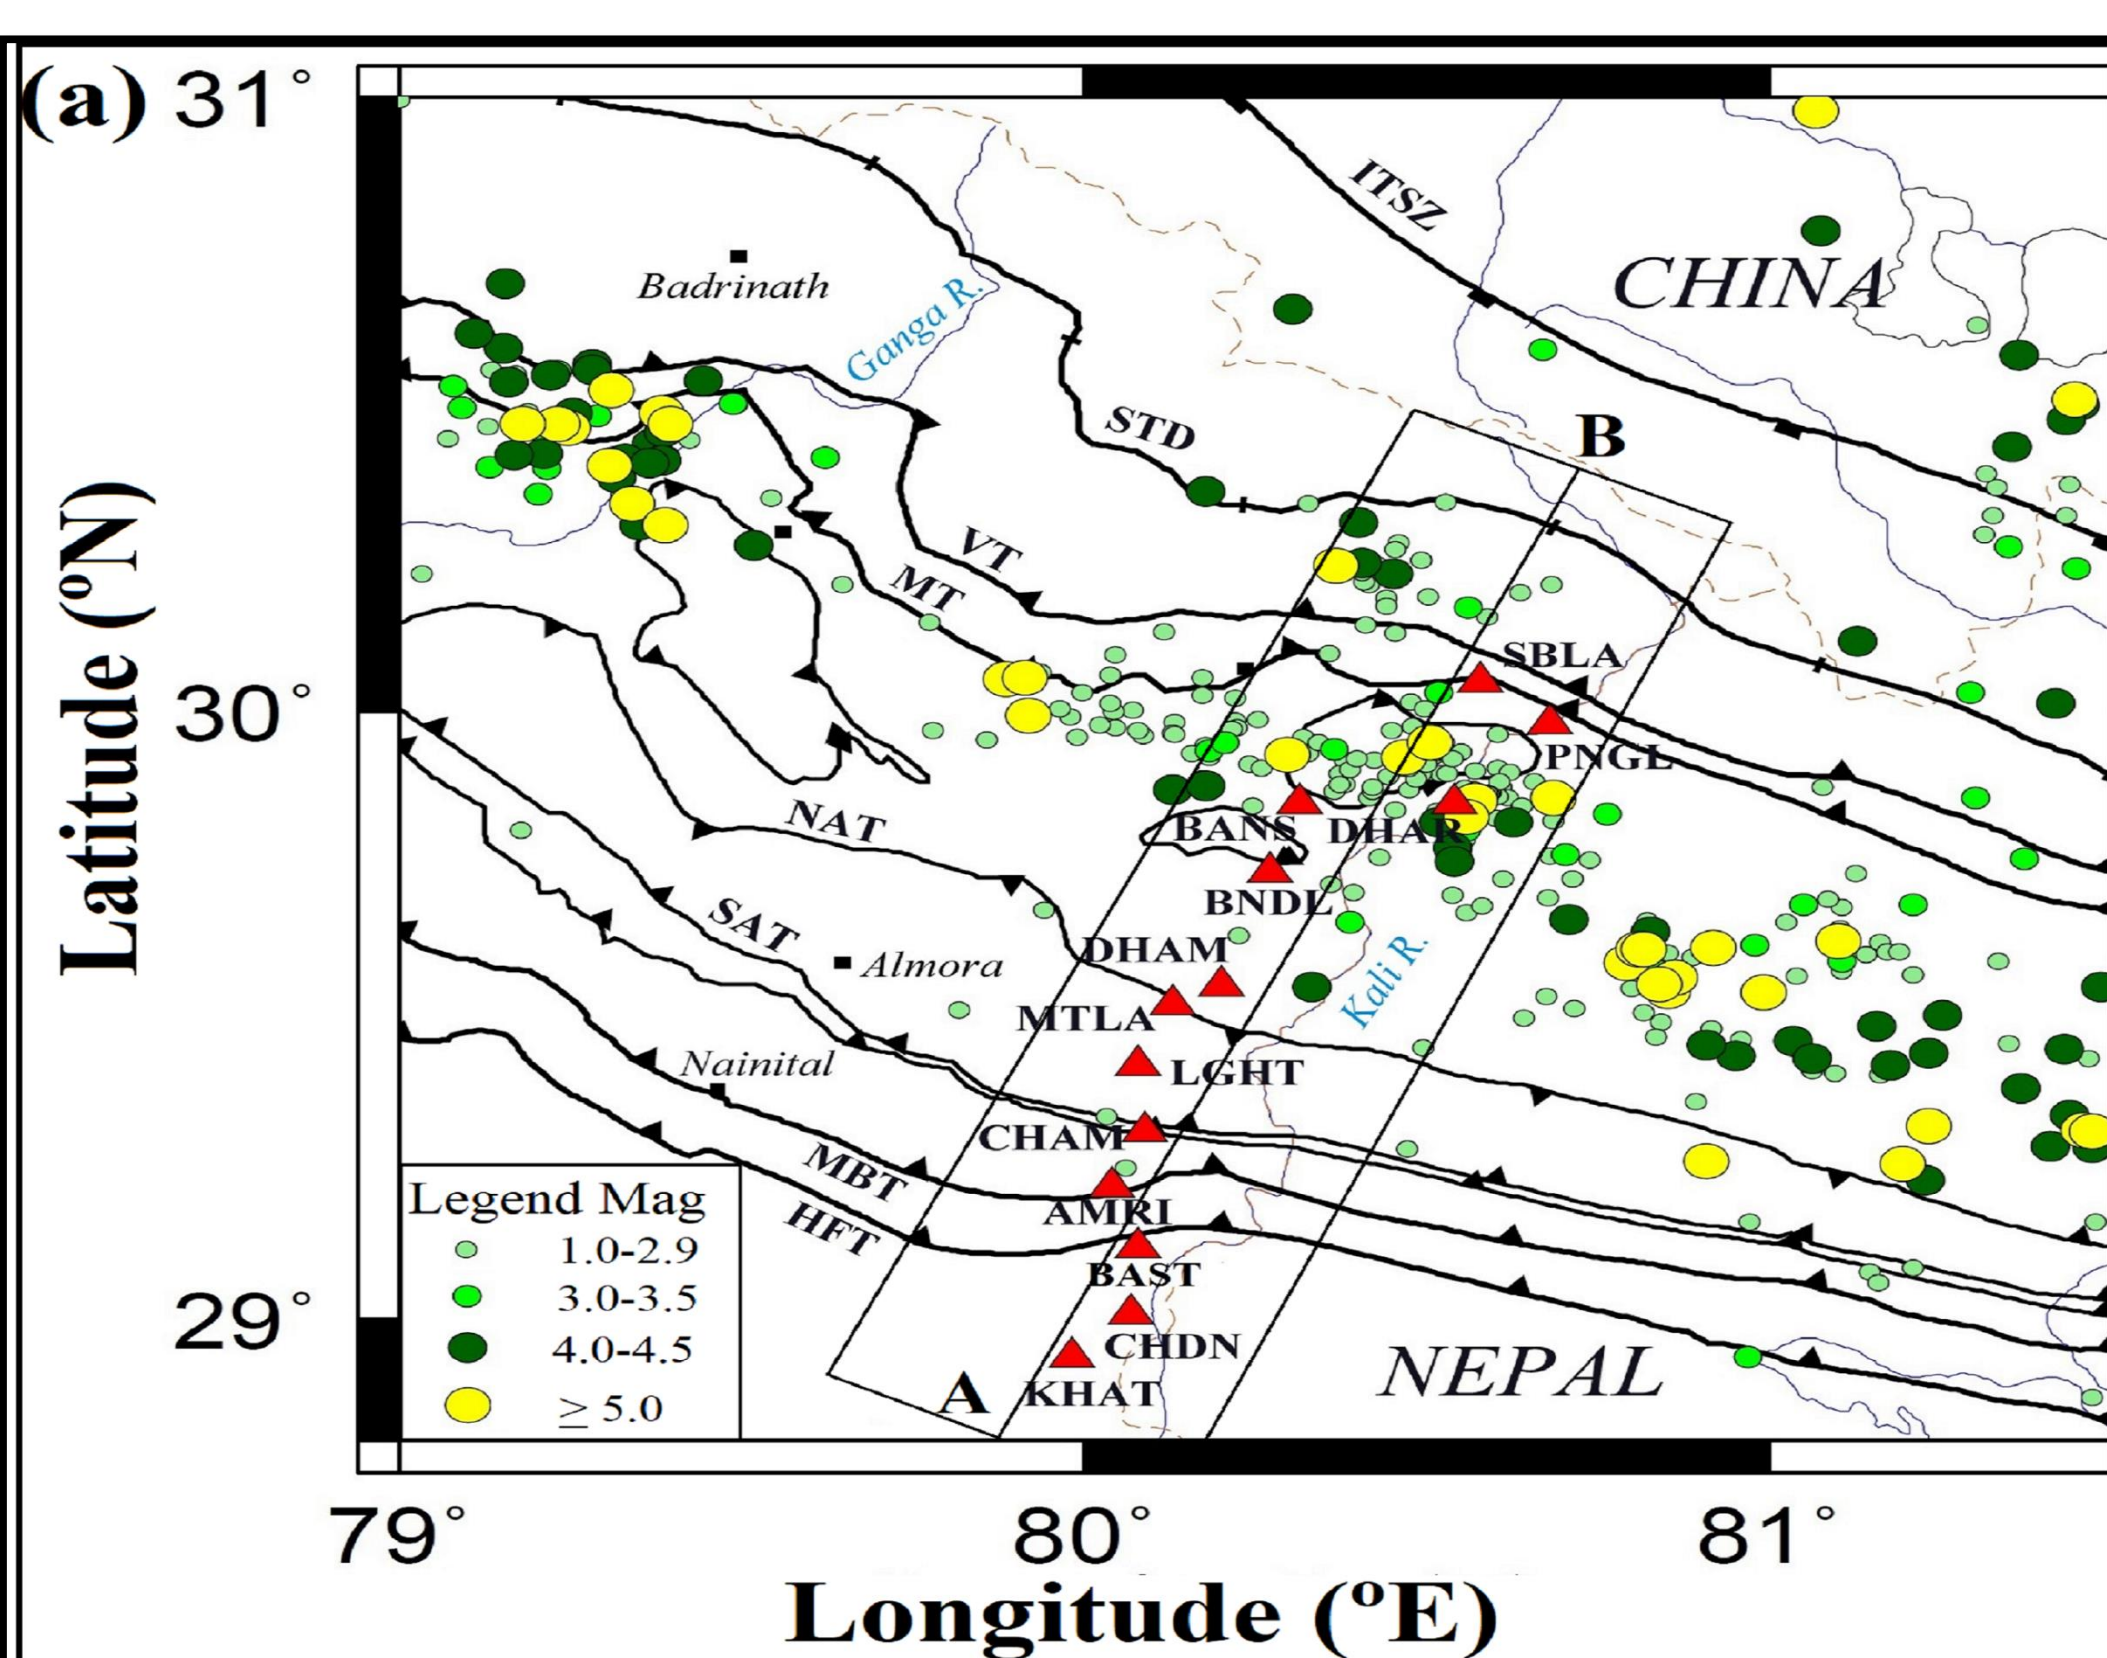 (a)
31°
ITSZ
CHINA
Badrinath
Ganga R.
STD
B
VT
MT
SBLA
30°
PNGL
NAT
BANS
DHAR
BNDL
SAT
DHAM
Almora
Kali R.
MTLA
Nainital
LGHT
CHAM
MBT
AMRI
HFT
BAST
29°
CHDN
NEPAL
A
KHAT
Legend Mag
1.0-2.9
3.0-3.5
4.0-4.5
≥ 5.0
79°
80°
81°
Longitude (ºE)
Latitude (ºN)